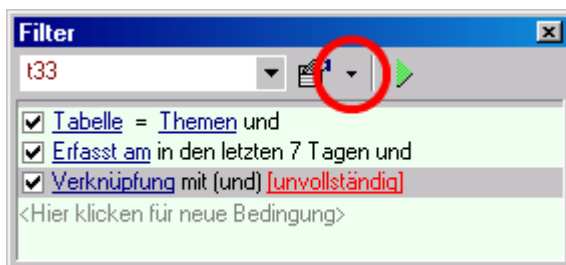 Filter
t33
Tabelle = Themen und
Erfasst am in den letzten 7 Tagen und
Verknüpfung mit (und) [unvollständig]
<Hier klicken für neue Bedingung>